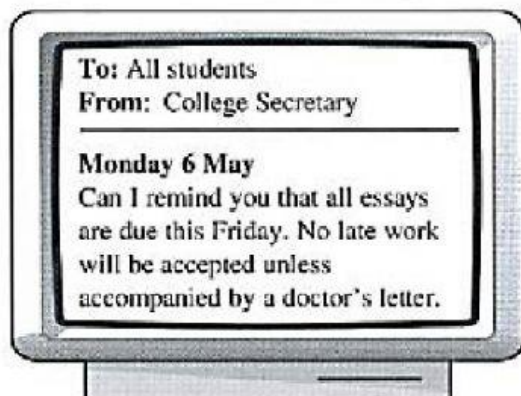 To: All students
From: College Secretary
Monday 6 May
Can I remind you that all essays
are due this Friday. No late work
will be accepted unless
accompanied by a doctor's letter.